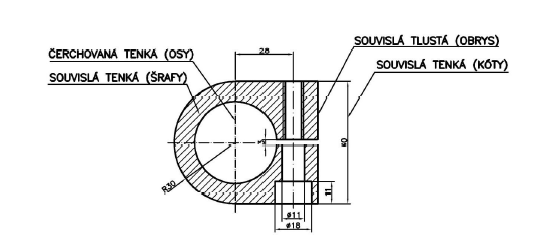 28
SOUVISLÁ TLUSTÁ (OBRYS)
ČERCHOVANÁ TENKÁ (OSY)
SOUVISLÁ TENKÁ (KÓTY)
SOUVISLÁ TENKÁ (ŠRAFY)
R30
11
ø11
ø18